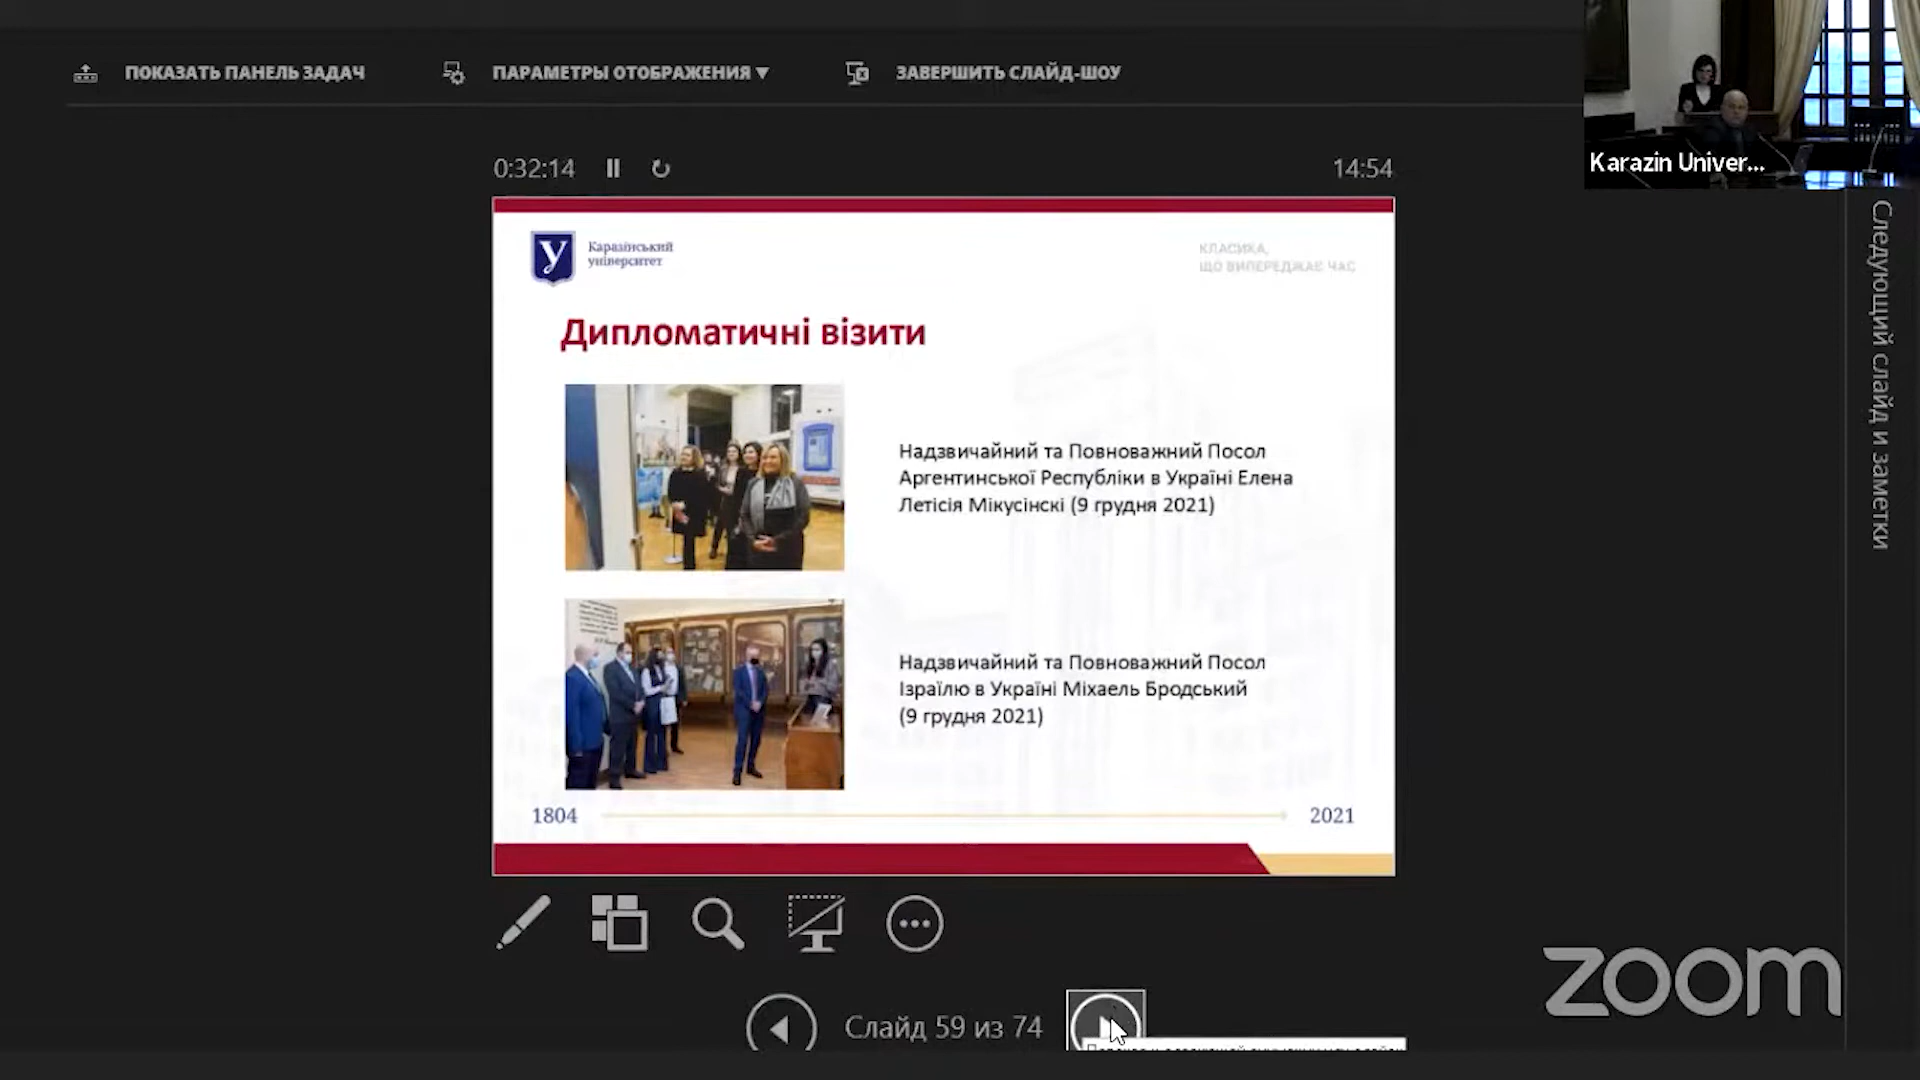 ПОКАЗАТЬ ПАНЕЛЬ ЗАДАЧ
ПАРАМЕТРЫ ОТОБРАЖЕНИЯ
ЗАВЕРШИТЬ СЛАЙД-ШОУ
Karazin Univer...
0:32:14
14:54
Каразінський
університет
КЛАСИКА,
ЩО ВИПЕРЕДЖАЄ ЧАС
Дипломатичні візити
Надзвичайний та Повноважний Посол
Аргентинської Республіки в Україні Елена
Летісія Мікусінскі (9 грудня 2021)
Надзвичайний та Повноважний Посол
Ізраїлю в Україні Міхаель Бродський
(9 грудня 2021)
1804
2021
Слайд 59 из 74
Следующий слайд и заметки
zoom